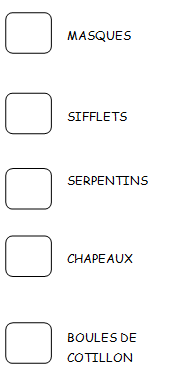 MASQUES
SIFFLETS
SERPENTINS
CHAPEAUX
BOULES DE
COTILLON